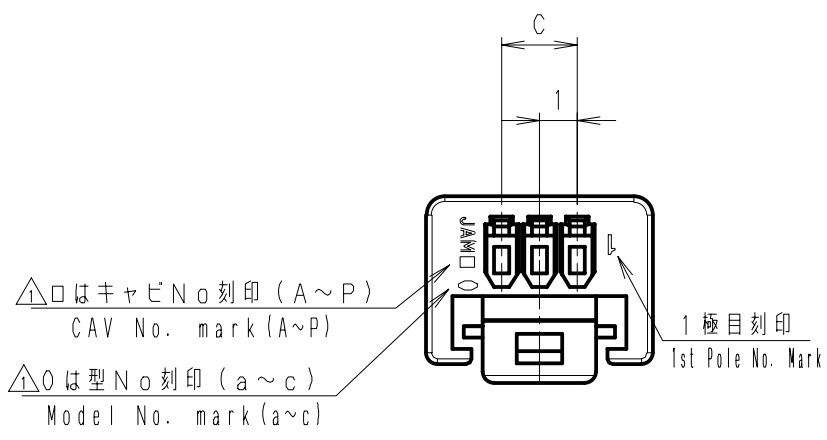 C
1
JAM□
○
1
△1□はキャビNo刻印(A~P)
CAV No. mark(A~P)
△1○は型No刻印(a~c)
Model No. mark(a~c)
1極目刻印
1st Pole No. Mark